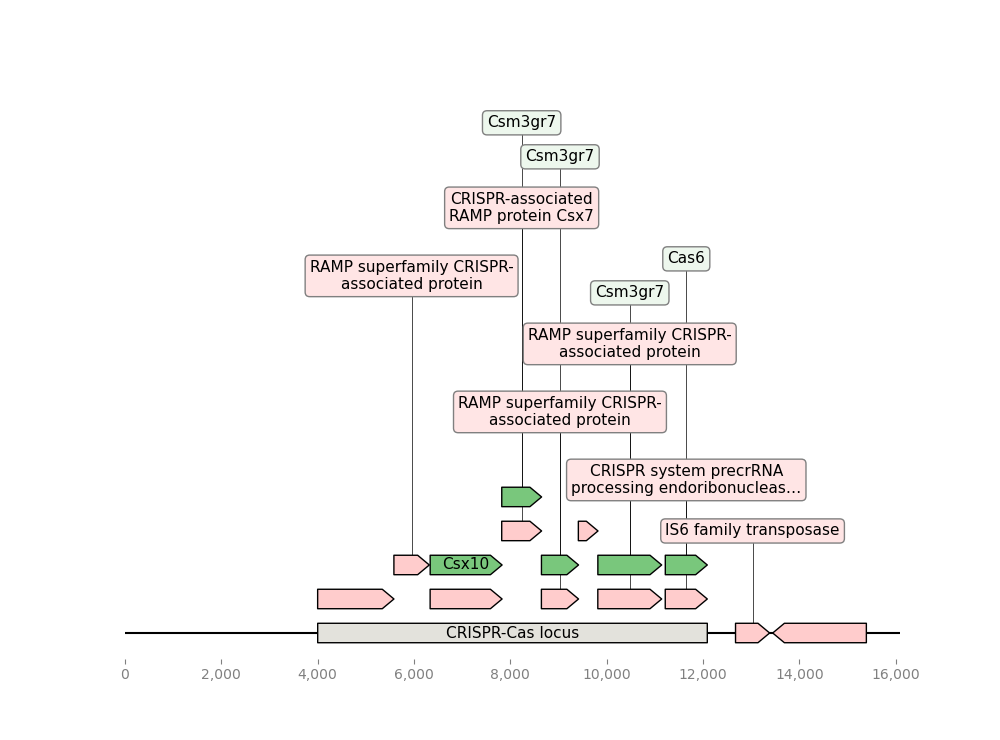 Csm3gr7
Csm3gr7
CRISPR-associated
RAMP protein Csx7
Cas6
RAMP superfamily CRISPR-
associated protein
Csm3gr7
RAMP superfamily CRISPR-
associated protein
RAMP superfamily CRISPR-
associated protein
CRISPR system precrRNA
processing endoribonucleas...
IS6 family transposase
Csx10
CRISPR-Cas locus
0 2,000 4,000 6,000 8,000 10,000 12,000 14,000 16,000